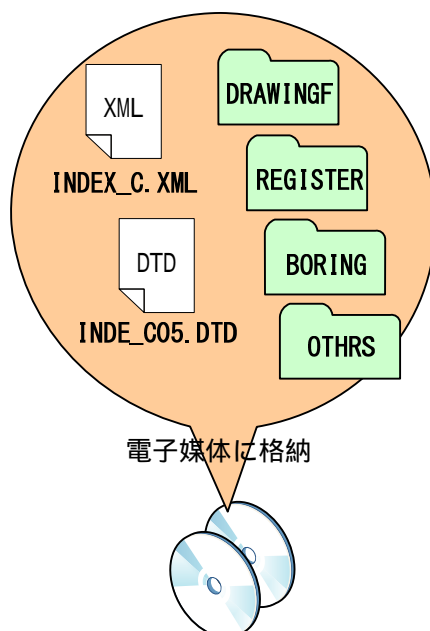 XML
INDEX_C.XML
DTD
INDE_C05.DTD
DRAWINGF
REGISTER
BORING
OTHRS
電子媒体に格納